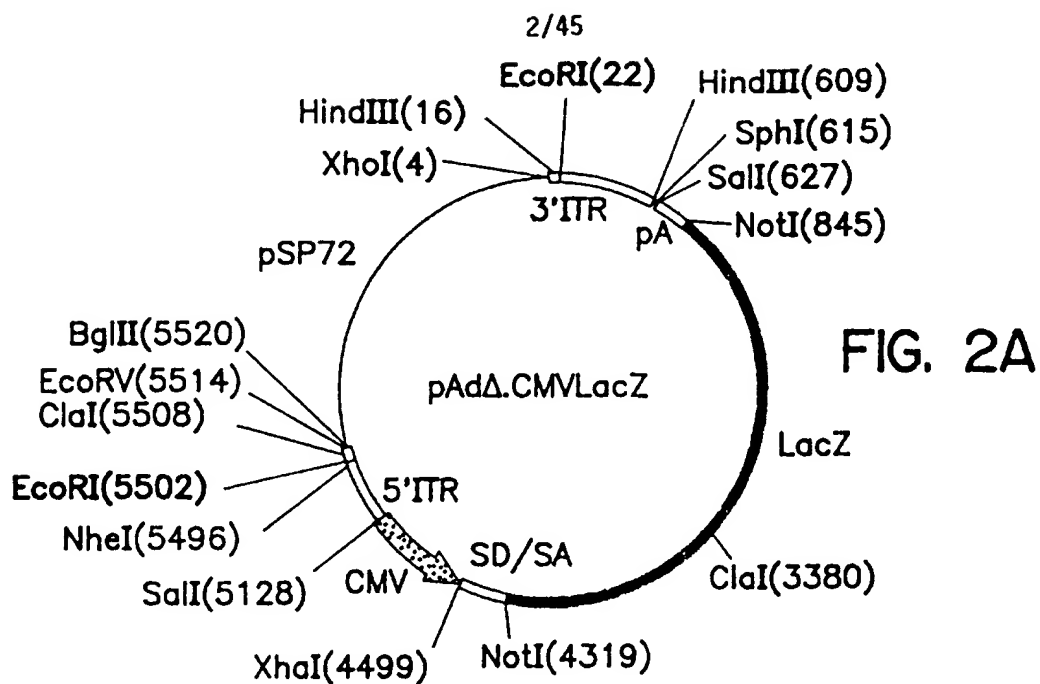 2/45
EcoRI(22)
HindIII(609)
HindIII(16)
SphI(615)
XhoI(4)
SalI(627)
3'ITR
NotI(845)
pA
pSP72
BglII(5520)
FIG. 2A
EcoRV(5514)
pAdΔ.CMVLacZ
ClaI(5508)
LacZ
EcoRI(5502)
5'ITR
NheI(5496)
SD/SA
ClaI(3380)
SalI(5128)
CMV
XhaI(4499)
NotI(4319)